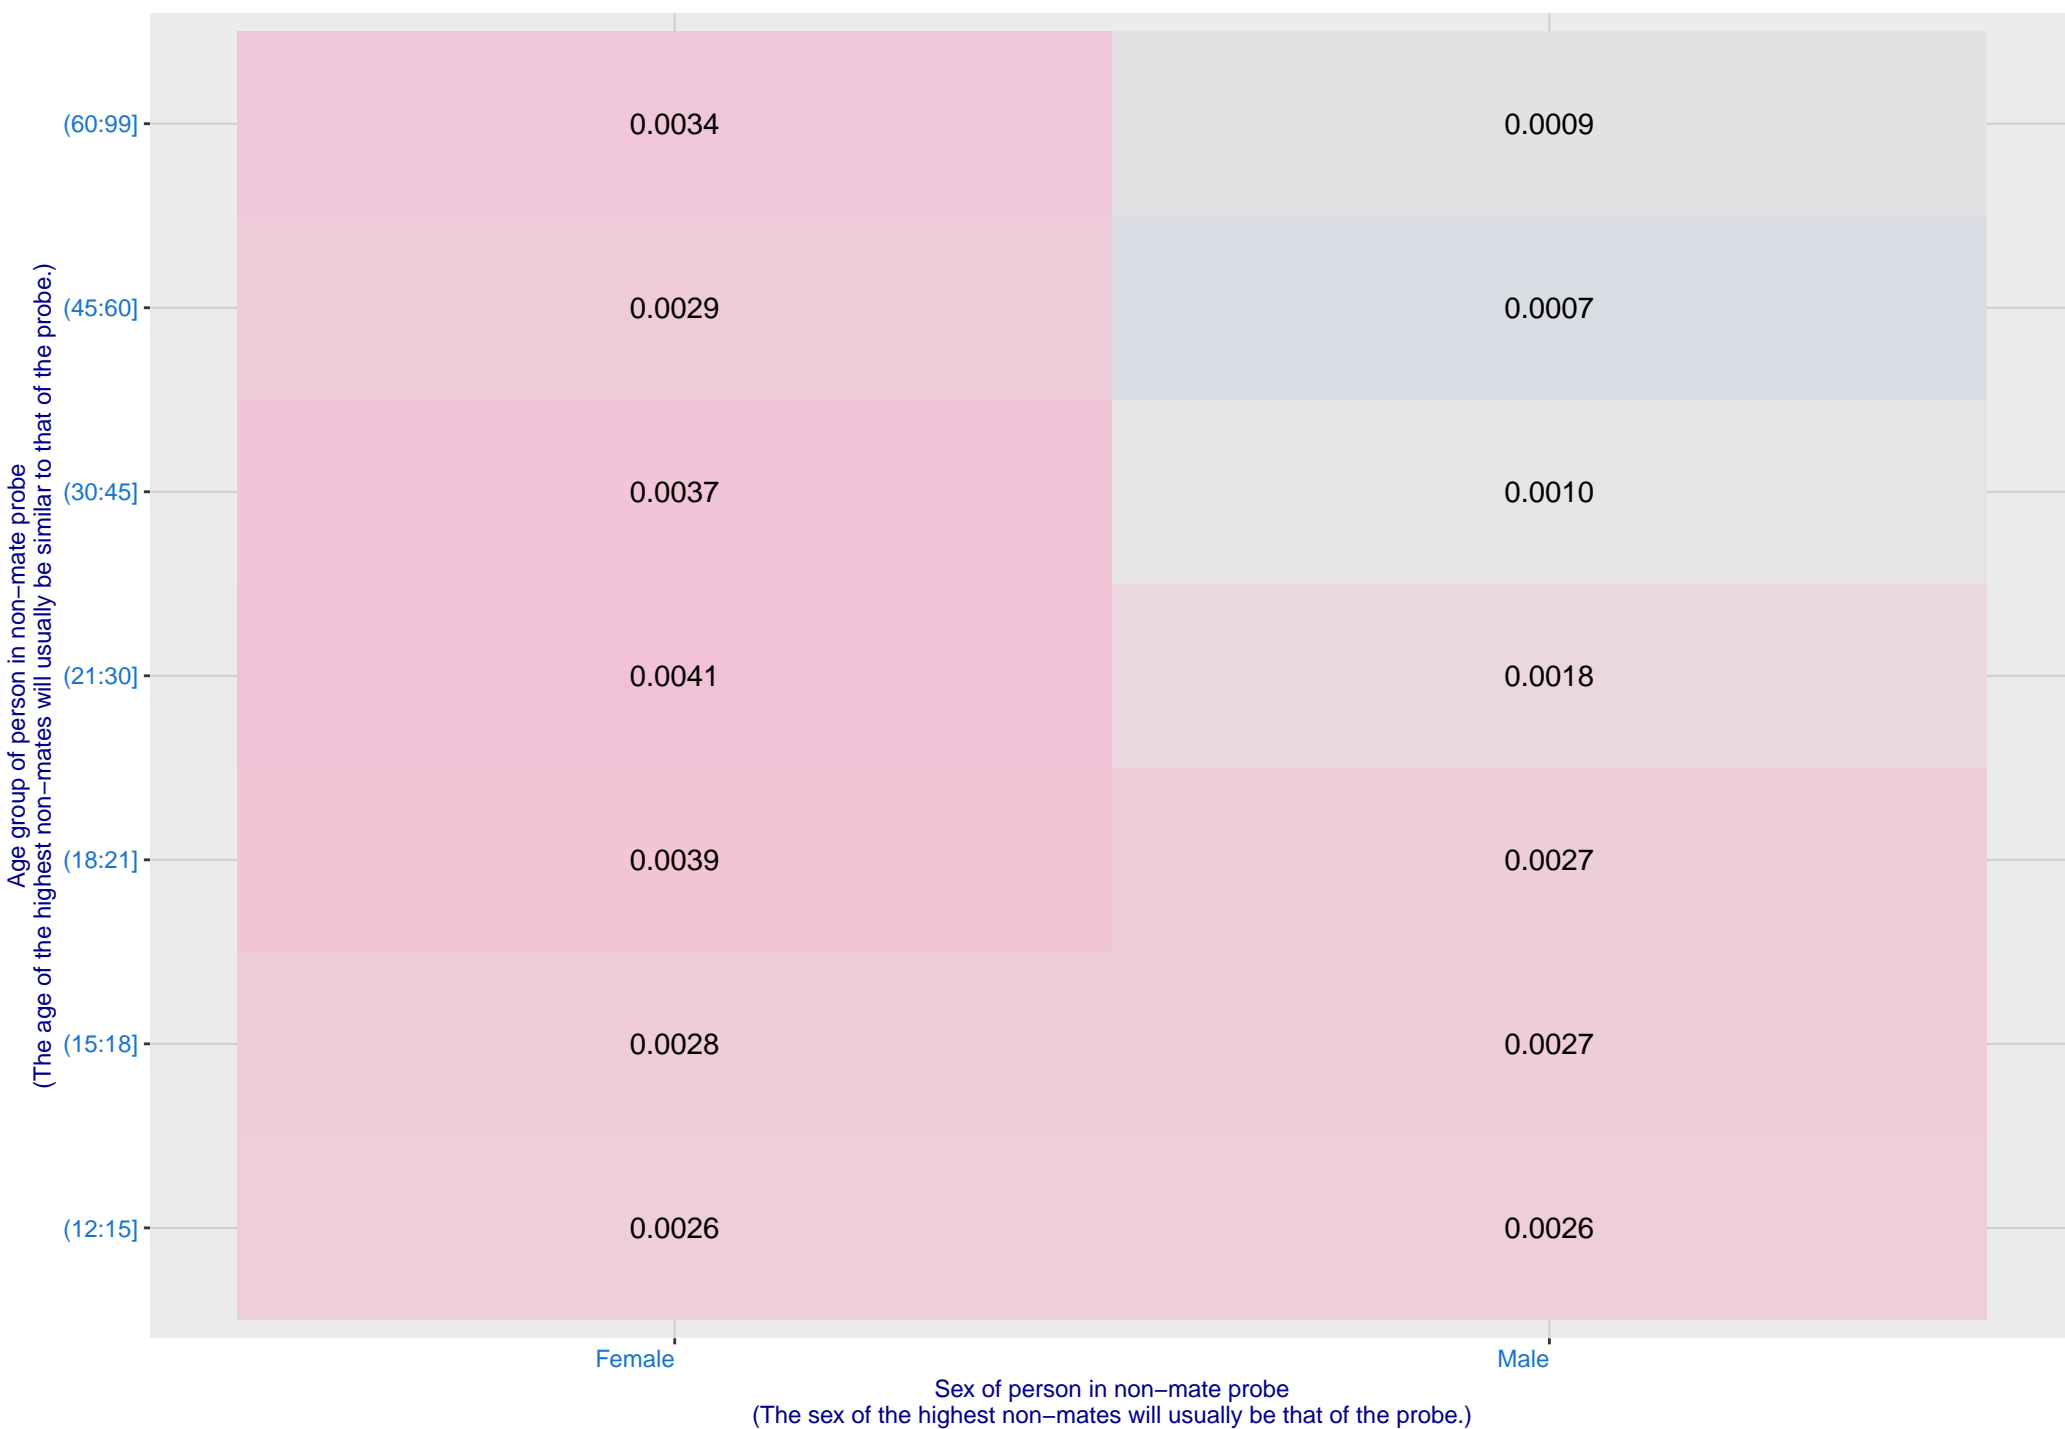 Age group of person in non−mate probe
(The age of the highest non−mates will usually be similar to that of the probe.)
(60:99] 0.0034 0.0009
(45:60] 0.0029 0.0007
(30:45] 0.0037 0.0010
(21:30] 0.0041 0.0018
(18:21] 0.0039 0.0027
(15:18] 0.0028 0.0027
(12:15] 0.0026 0.0026
Female Male
Sex of person in non−mate probe
(The sex of the highest non−mates will usually be that of the probe.)